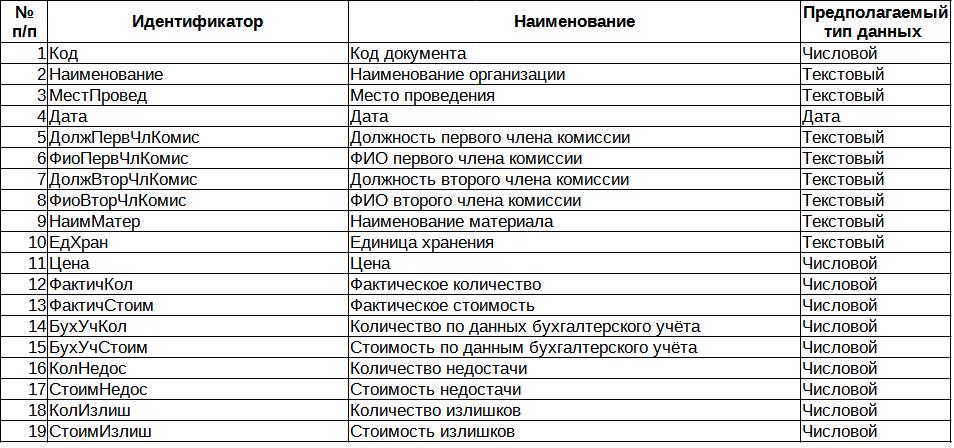 № п/п Идентификатор Наименование Предполагаемый тип данных
1 Код Код документа Числовой
2 Наименование Наименование организации Текстовый
3 МестПровед Место проведения Текстовый
4 Дата Дата Дата
5 ДолжПервЧлКомис Должность первого члена комиссии Текстовый
6 ФиоПервЧлКомис ФИО первого члена комиссии Текстовый
7 ДолжВторЧлКомис Должность второго члена комиссии Текстовый
8 ФиоВторЧлКомис ФИО второго члена комиссии Текстовый
9 НаимМатер Наименование материала Текстовый
10 ЕдХран Единица хранения Текстовый
11 Цена Цена Числовой
12 ФактичКол Фактическое количество Числовой
13 ФактичСтоим Фактическое стоимость Числовой
14 БухУчКол Количество по данных бухгалтерского учёта Числовой
15 БухУчСтоим Стоимость по данным бухгалтерского учёта Числовой
16 КолНедос Количество недостачи Числовой
17 СтоимНедос Стоимость недостачи Числовой
18 КолИзлиш Количество излишков Числовой
19 СтоимИзлиш Стоимость излишков Числовой